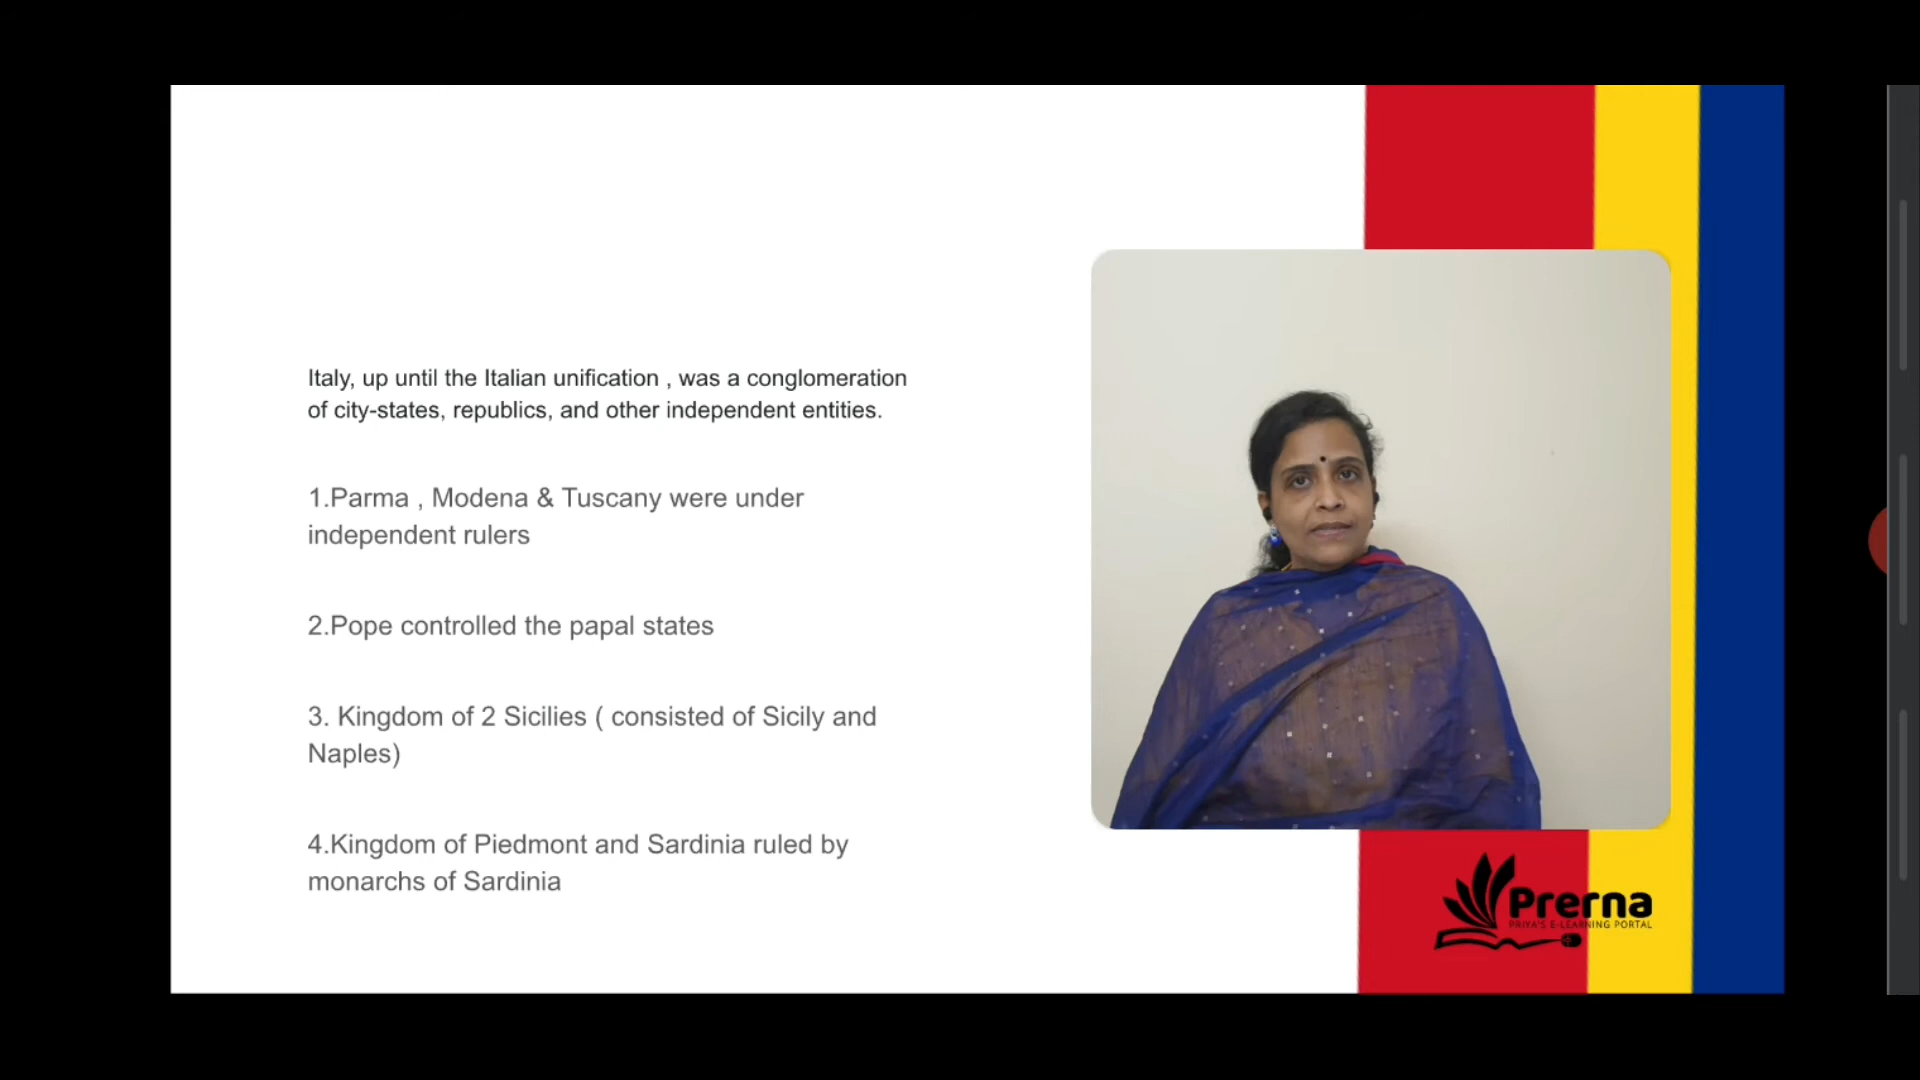 Italy, up until the Italian unification , was a conglomeration
of city-states, republics, and other independent entities.
1.Parma , Modena & Tuscany were under
independent rulers
2.Pope controlled the papal states
3. Kingdom of 2 Sicilies ( consisted of Sicily and
Naples)
4.Kingdom of Piedmont and Sardinia ruled by
monarchs of Sardinia
Prerna
PRIYA'S E-LEARNING PORTAL